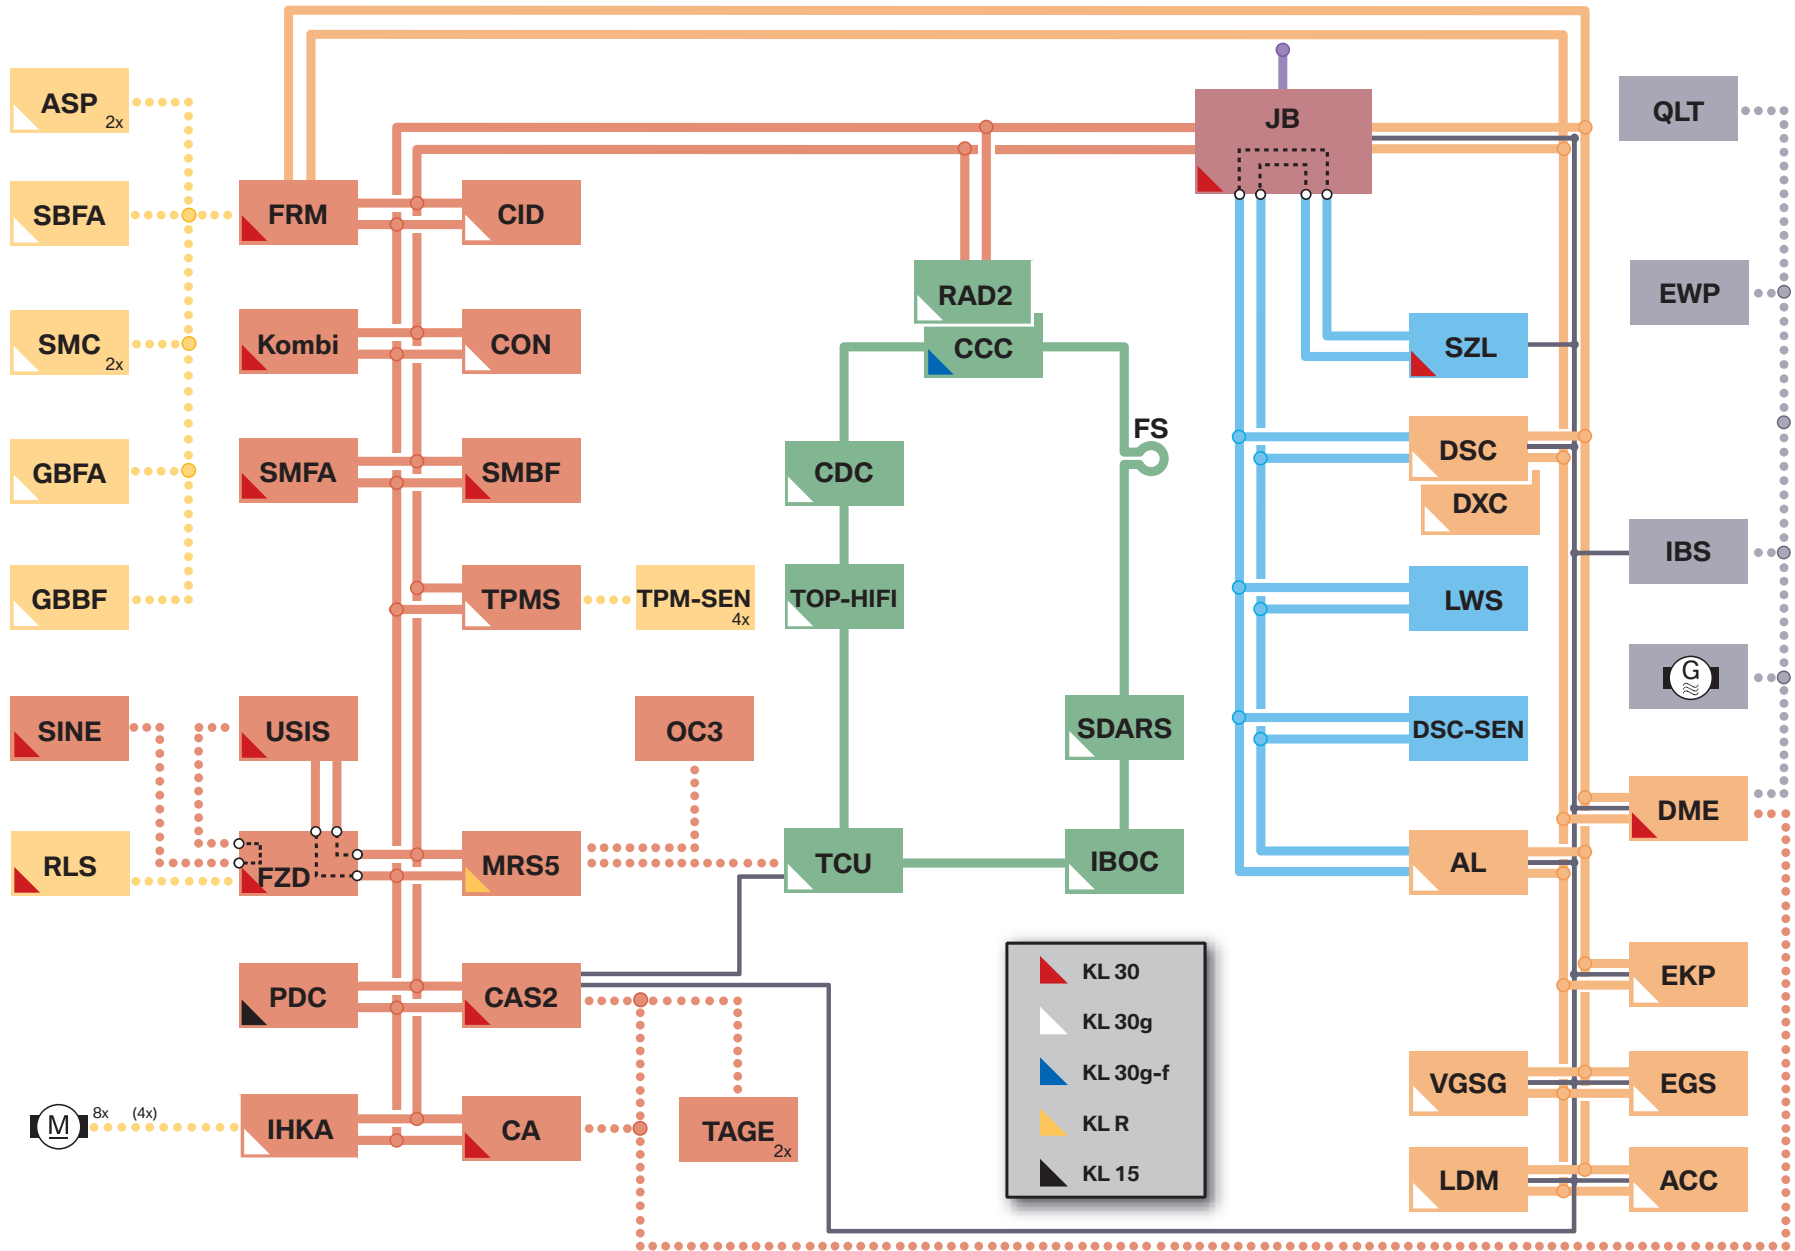 ASP
2x
JB
QLT
SBFA
FRM
CID
RAD2
EWP
SMC
2x
Kombi
CON
CCC
SZL
FS
GBFA
SMFA
SMBF
CDC
DSC
DXC
IBS
GBBF
TPMS
TPM-SEN
4x
TOP-HIFI
LWS
G
SINE
USIS
OC3
SDARS
DSC-SEN
DME
RLS
FZD
MRS5
TCU
IBOC
AL
PDC
CAS2
KL 30
EKP
KL 30g
KL 30g-f
VGSG
EGS
M
8x (4x)
IHKA
CA
TAGE
2x
KL R
KL 15
LDM
ACC